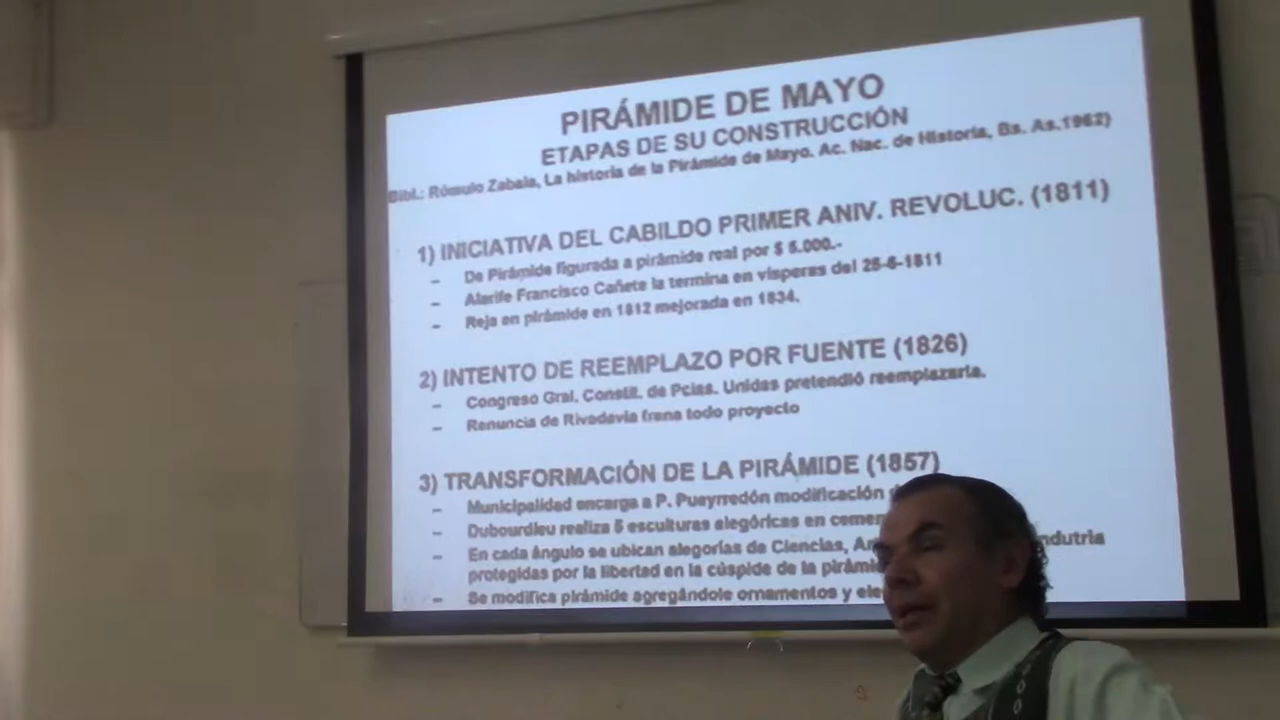 PIRÁMIDE DE MAYO
ETAPAS DE SU CONSTRUCCIÓN
Bibl.: Rómulo Zabala, La historia de la Pirámide de Mayo. Ac. Nac. de Historia, Bs. As.1962)
1) INICIATIVA DEL CABILDO PRIMER ANIV. REVOLUC. (1811)
– De Pirámide figurada a pirámide real por $ 6.000.-
– Alarife Francisco Cañete la termina en vísperas del 25-5-1811
– Reja en pirámide en 1812 mejorada en 1834.
2) INTENTO DE REEMPLAZO POR FUENTE (1826)
– Congreso Gral. Constit. de Pcias. Unidas pretendió reemplazarla.
– Renuncia de Rivadavia frena todo proyecto
3) TRANSFORMACIÓN DE LA PIRÁMIDE (1857)
– Municipalidad encarga a P. Pueyrredón modificación
– Dubourdieu realiza 5 esculturas alegóricas en cemen
– En cada ángulo se ubican alegorías de Ciencias, A ndutria
protegidas por la libertad en la cúspide de la pirámi
– Se modifica pirámide agregándole ornamentos y ele